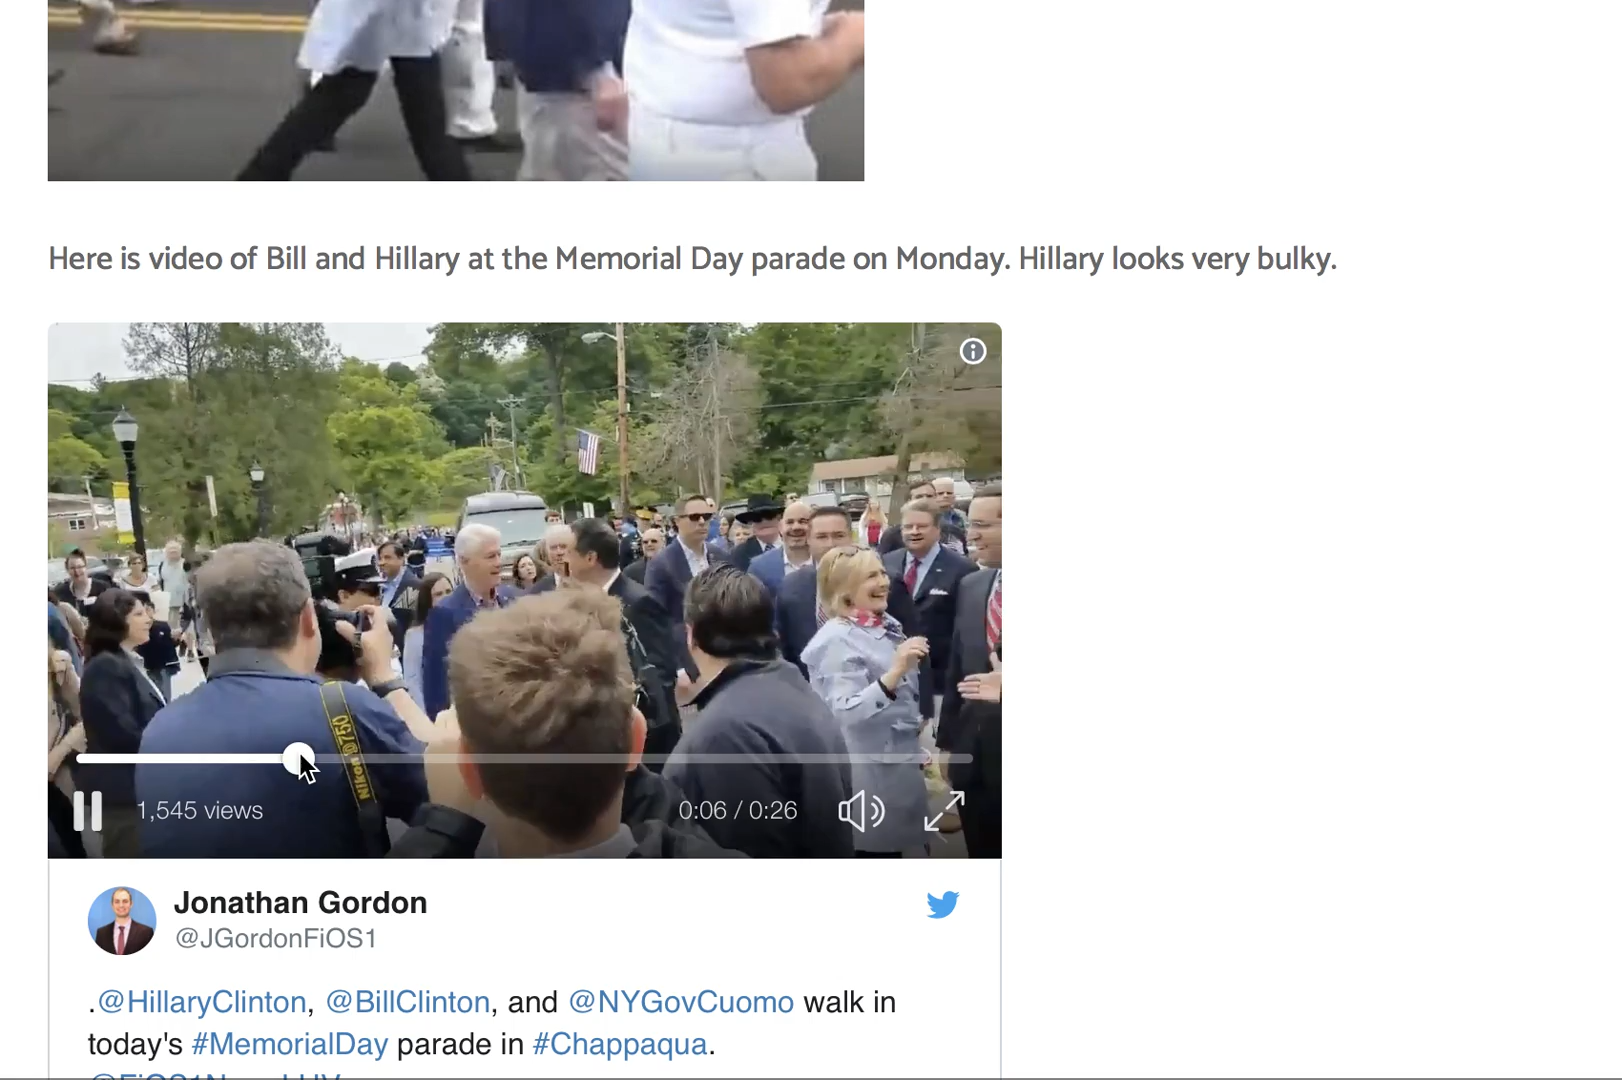 Here is video of Bill and Hillary at the Memorial Day parade on Monday. Hillary looks very bulky.
Nikon D750
1,545 views
0:06 / 0:26
Jonathan Gordon
@JGordonFiOS1
.@HillaryClinton, @BillClinton, and @NYGovCuomo walk in
today's #MemorialDay parade in #Chappaqua.